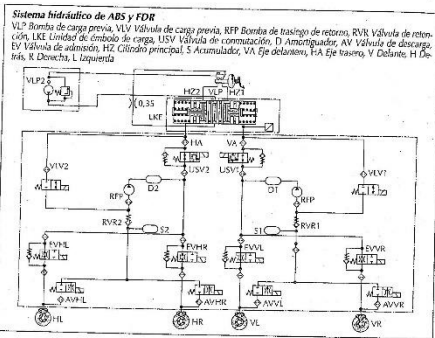 Sistema hidráutico de ABS y FDR
VLP Bomba de carga previa, VLV Válvula de carga previa, RFP Bomba de trasiego de retorno, RVR Válvula de reten-
ción, LKE Unidad de émbolo de carga, USV Válvula de conmutación, D Amortiguador, AV Válvula de descarga,
EV Válvula de admisión, HZ Cilindro principal, S Acumulador, VA Eje delantero, HA Eje trasero, V Delante, H De-
trás, R Derecha, L Izquierda
VLP2
HZ2 VLP HZ1
0,35
LKE
HA VA
VLV2 USV2 USV1 VLV1
D2 D1
RFP RFP
RVR2 S2 S1 RVR1
EVHL EVHR EVVL EVVR
AVHL AVHR AVVL AVVR
HL HR VL VR